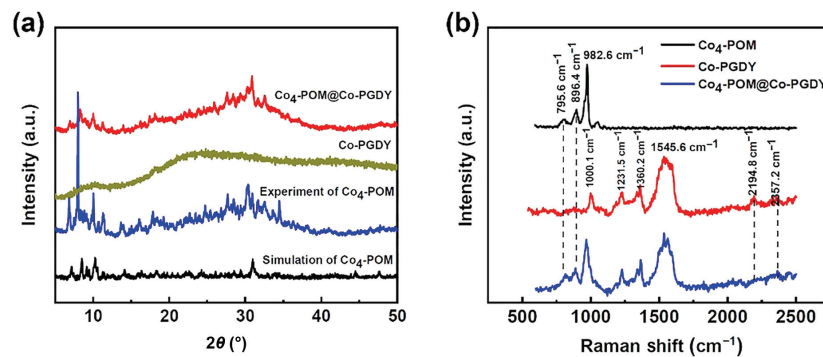 (a)
Intensity (a.u.)
Co₄-POM@Co-PGDY
Co-PGDY
Experiment of Co₄-POM
Simulation of Co₄-POM
10 20 30 40 50
2θ (°)
(b)
Intensity (a.u.)
795.6 cm⁻¹
896.4 cm⁻¹
982.6 cm⁻¹
Co₄-POM
Co-PGDY
Co₄-POM@Co-PGDY
1000.1 cm⁻¹
1231.5 cm⁻¹
1360.2 cm⁻¹
1545.6 cm⁻¹
2194.8 cm⁻¹
2357.2 cm⁻¹
500 1000 1500 2000 2500
Raman shift (cm⁻¹)